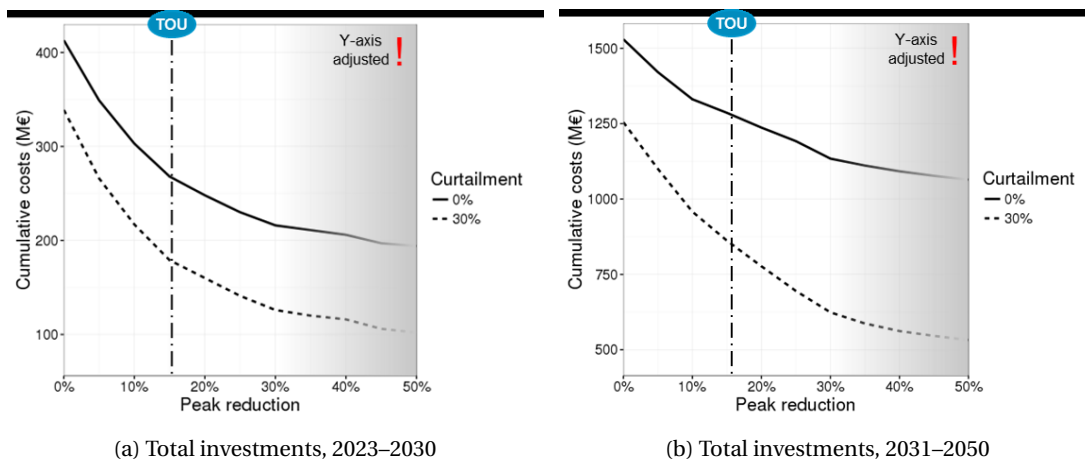 TOU
Y-axis
adjusted !
400
300
200
100
Cumulative costs (M€)
0%
10%
20%
30%
40%
50%
Peak reduction
Curtailment
0%
30%
(a) Total investments, 2023–2030
TOU
Y-axis
adjusted !
1500
1250
1000
750
500
Cumulative costs (M€)
0%
10%
20%
30%
40%
50%
Peak reduction
Curtailment
0%
30%
(b) Total investments, 2031–2050